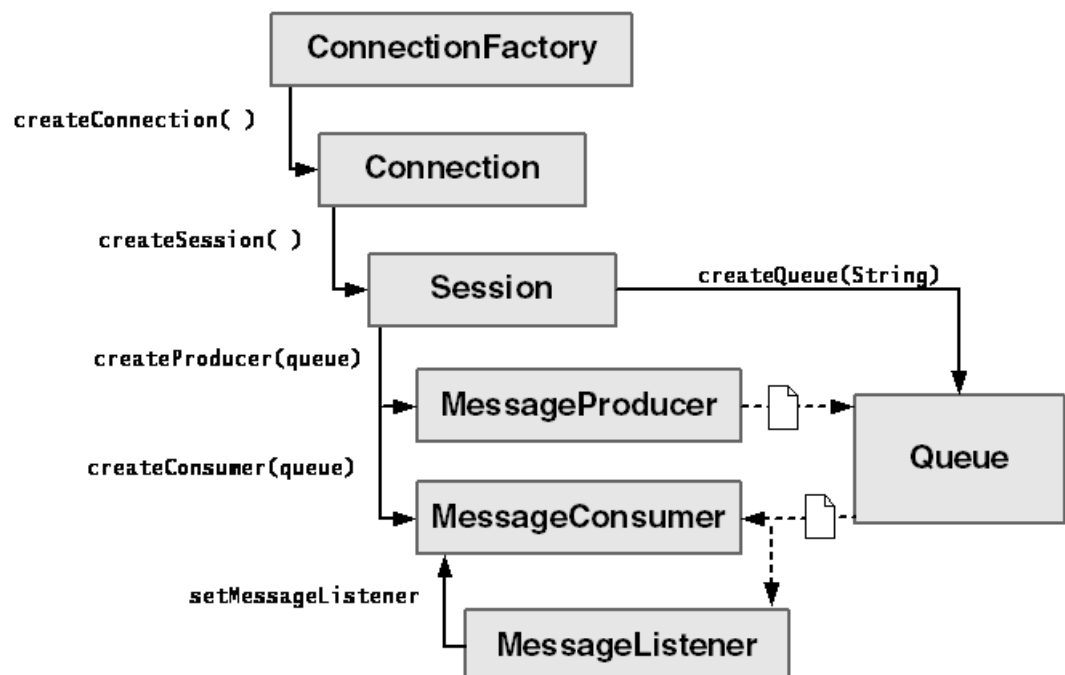 ConnectionFactory
createConnection( )
Connection
createSession( )
Session
createQueue(String)
createProducer(queue)
MessageProducer
Queue
createConsumer(queue)
MessageConsumer
setMessageListener
MessageListener